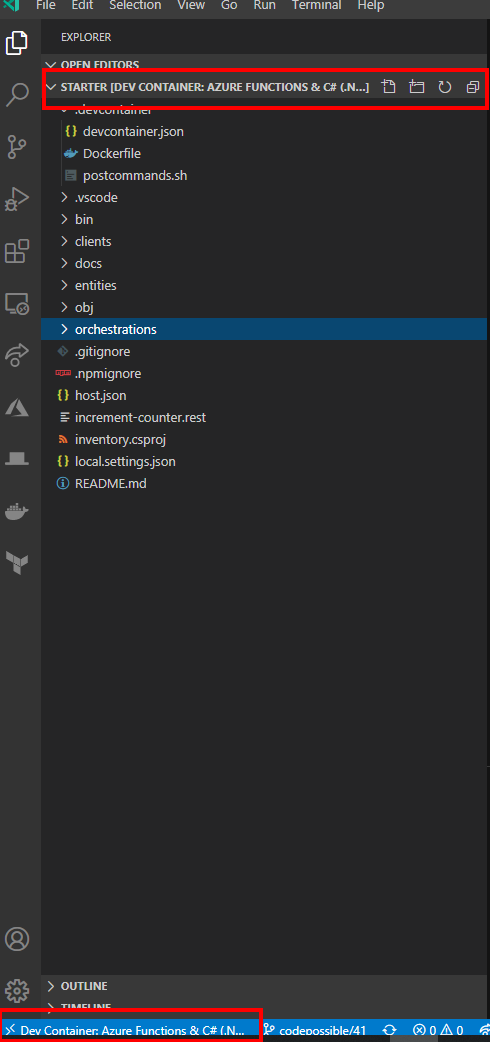 File Edit Selection View Go Run Terminal Help
EXPLORER
OPEN EDITORS
STARTER [DEV CONTAINER: AZURE FUNCTIONS & C# (.N...]
.devcontainer
{} devcontainer.json
Dockerfile
postcommands.sh
.vscode
bin
clients
docs
entities
obj
orchestrations
.gitignore
npm .npmignore
{} host.json
increment-counter.rest
inventory.csproj
{} local.settings.json
README.md
OUTLINE
TIMELINE
Dev Container: Azure Functions & C# (.N... codepossible/41 0 0